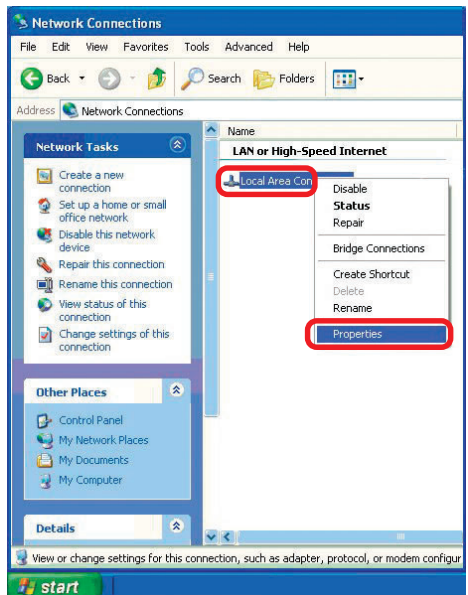 Network Connections
File Edit View Favorites Tools Advanced Help
Back Search Folders
Address Network Connections
Network Tasks
Create a new
connection
Set up a home or small
office network
Disable this network
device
Repair this connection
Rename this connection
View status of this
connection
Change settings of this
connection
Other Places
Control Panel
My Network Places
My Documents
My Computer
Details
Name
LAN or High-Speed Internet
Local Area Con
Disable
Status
Repair
Bridge Connections
Create Shortcut
Delete
Rename
Properties
View or change settings for this connection, such as adapter, protocol, or modem configur
start